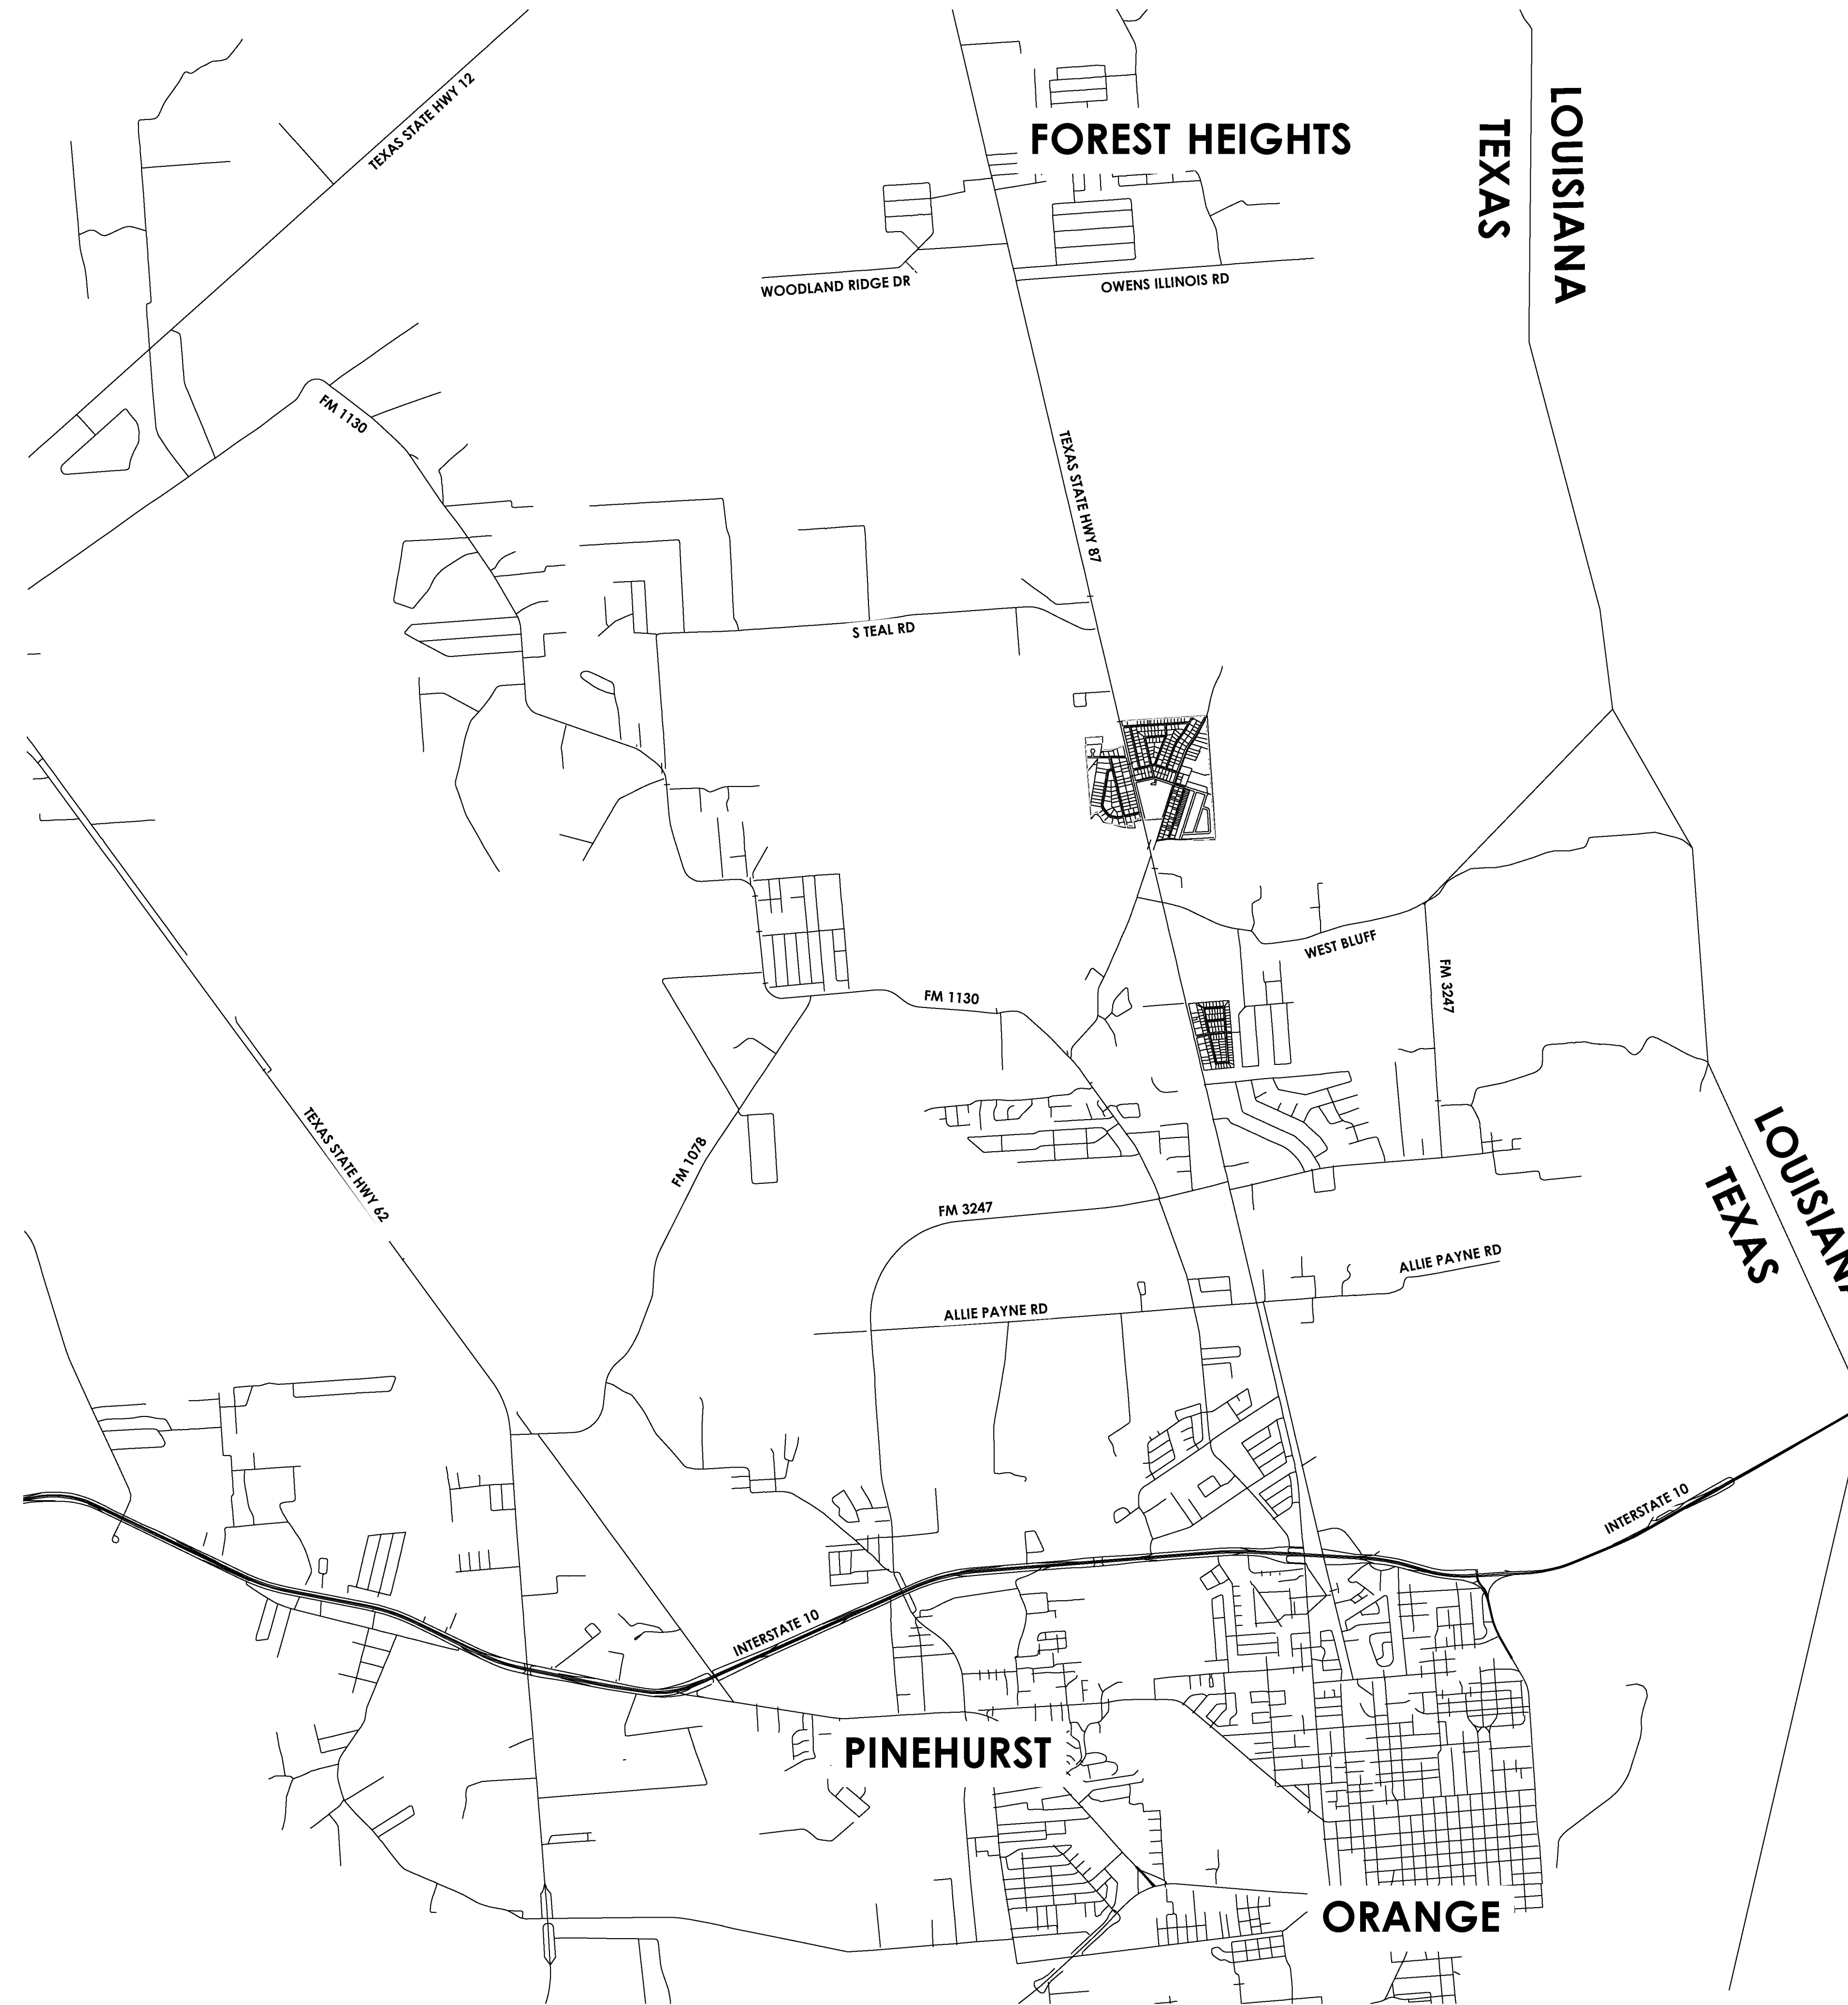 TEXAS STATE HWY 12
FOREST HEIGHTS
LOUISIANA
TEXAS
WOODLAND RIDGE DR
OWENS ILLINOIS RD
FM 1130
TEXAS STATE HWY 87
S TEAL RD
WEST BLUFF
FM 3247
FM 1130
TEXAS STATE HWY 62
FM 1078
LOUISIANA
TEXAS
FM 3247
ALLIE PAYNE RD
ALLIE PAYNE RD
INTERSTATE 10
INTERSTATE 10
PINEHURST
ORANGE